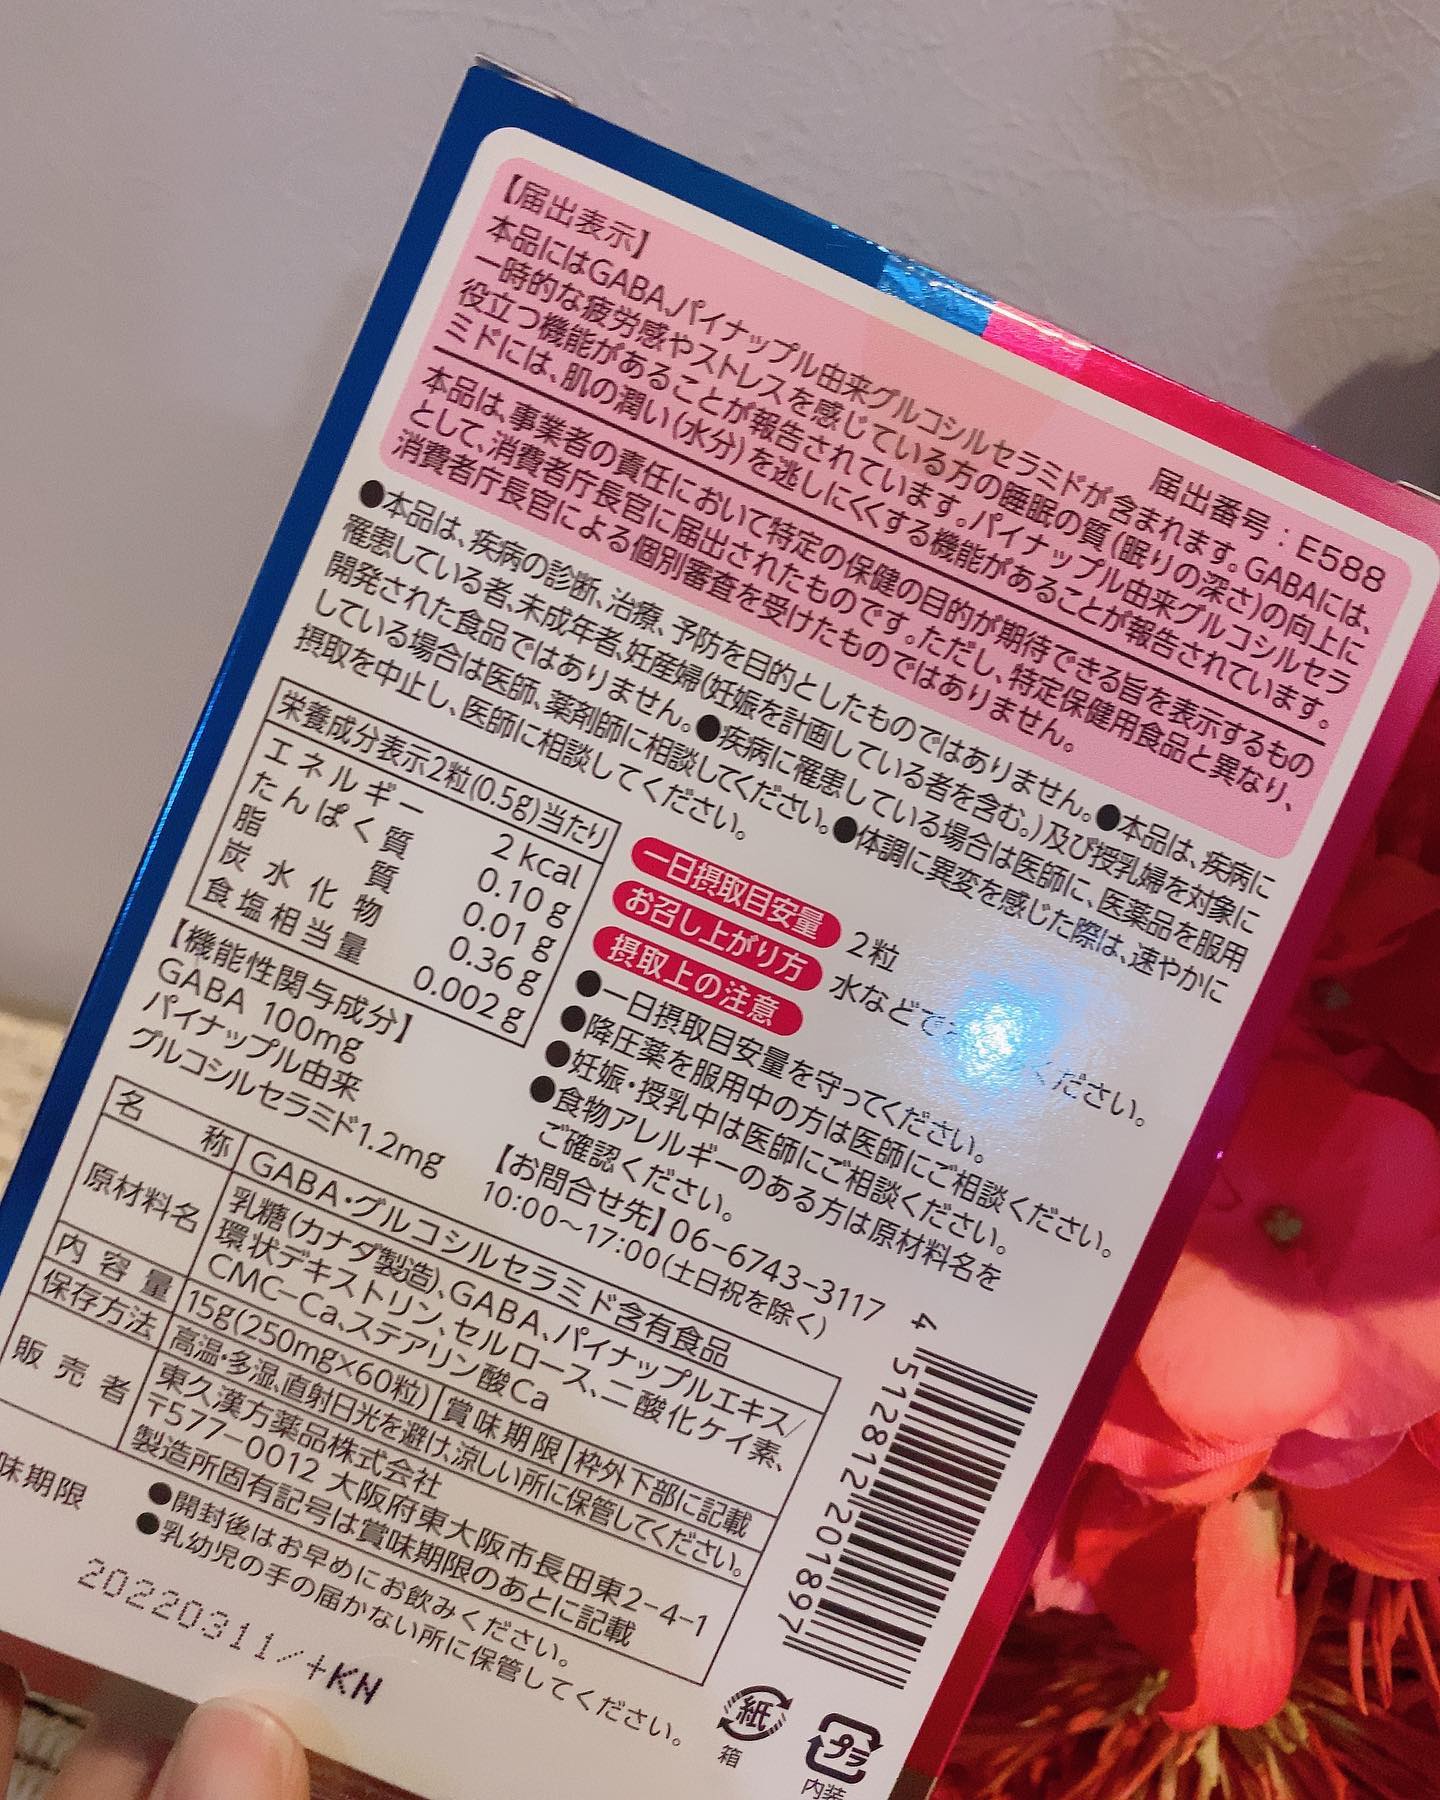 【届出表示】
届出番号：E588
本品にはGABA、パイナップル由来グルコシルセラミドが含まれます。GABAには、
一時的な疲労感やストレスを感じている方の睡眠の質(眠りの深さ)の向上に
役立つ機能があることが報告されています。パイナップル由来グルコシルセラ
ミドには、肌の潤い(水分)を逃しにくくする機能があることが報告されています。
本品は、事業者の責任において特定の保健の目的が期待できる旨を表示するもの
として、消費者庁長官に届出されたものです。ただし、特定保健用食品と異なり、
消費者庁長官による個別審査を受けたものではありません。
●本品は、疾病の診断、治療、予防を目的としたものではありません。●本品は、疾病に
罹患している者、未成年者、妊産婦(妊娠を計画している者を含む。)及び授乳婦を対象に
開発された食品ではありません。●疾病に罹患している場合は医師に、医薬品を服用
している場合は医師、薬剤師に相談してください。●体調に異変を感じた際は、速やかに
摂取を中止し、医師に相談してください。
栄養成分表示2粒(0.5g)当たり
エネルギー 2kcal
たんぱく質 0.10g
脂質 0.01g
炭水化物 0.36g
食塩相当量 0.002g
【機能性関与成分】
GABA 100mg
パイナップル由来
グルコシルセラミド1.2mg
一日摂取目安量 2粒
お召し上がり方 水などで ください。
摂取上の注意
●一日摂取目安量を守ってください。
●降圧薬を服用中の方は医師にご相談ください。
●妊娠・授乳中は医師にご相談ください。
●食物アレルギーのある方は原材料名を
ご確認ください。
【お問合せ先】06-6743-3117
10:00〜17:00(土日祝を除く)
名称 GABA・グルコシルセラミド含有食品
原材料名 乳糖(カナダ製造)、GABA、パイナップルエキス/
環状デキストリン、セルロース、二酸化ケイ素、
CMC-Ca、ステアリン酸Ca
内容量 15g(250mg×60粒) 賞味期限 枠外下部に記載
保存方法 高温・多湿、直射日光を避け、涼しい所に保管してください。
販売者 東久漢方薬品株式会社
〒577-0012 大阪府東大阪市長田東2-4-1
製造所固有記号は賞味期限のあとに記載
味期限
●開封後はお早めにお飲みください。
●乳幼児の手の届かない所に保管してください。
20220311/+KN
4 512812 201897
紙
箱
プラ
内装